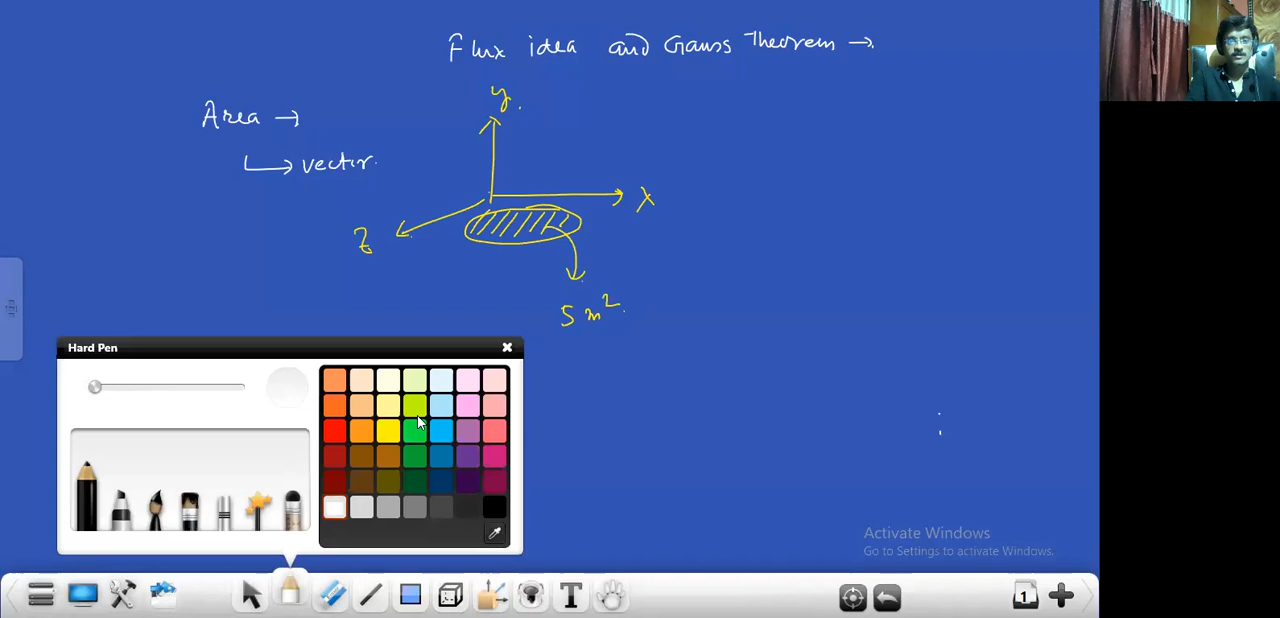 Flux idea and Gauss Theorem →
Area →
↳ vector.
y
X
Z
5 m²
Hard Pen
Activate Windows
Go to Settings to activate Windows.
1